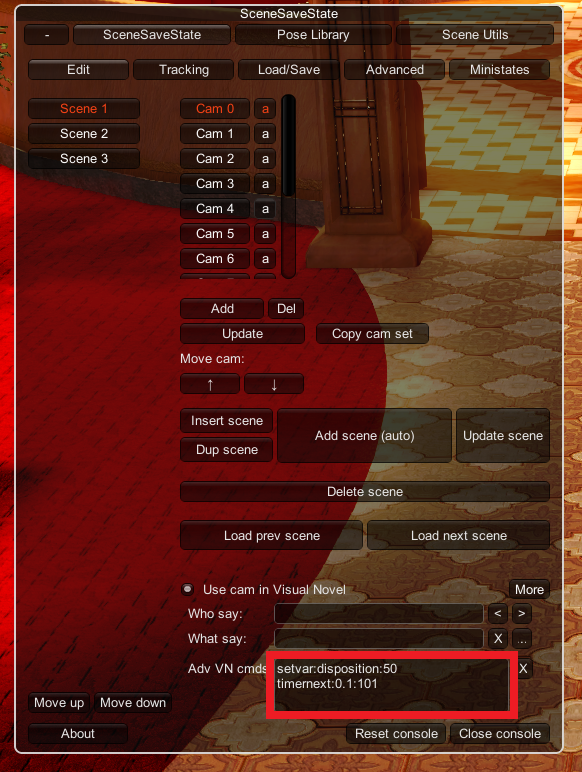 SceneSaveState
- SceneSaveState Pose Library Scene Utils
Edit Tracking Load/Save Advanced Ministates
Scene 1 Cam 0 a
Scene 2 Cam 1 a
Scene 3 Cam 2 a
Cam 3 a
Cam 4 a
Cam 5 a
Cam 6 a
Add Del
Update Copy cam set
Move cam:
↑ ↓
Insert scene
Dup scene
Add scene (auto) Update scene
Delete scene
Load prev scene Load next scene
Use cam in Visual Novel More
Who say: < >
What say: X ...
Adv VN cmds
setvar:disposition:50
timernext:0.1:101
X
Move up Move down
About Reset console Close console